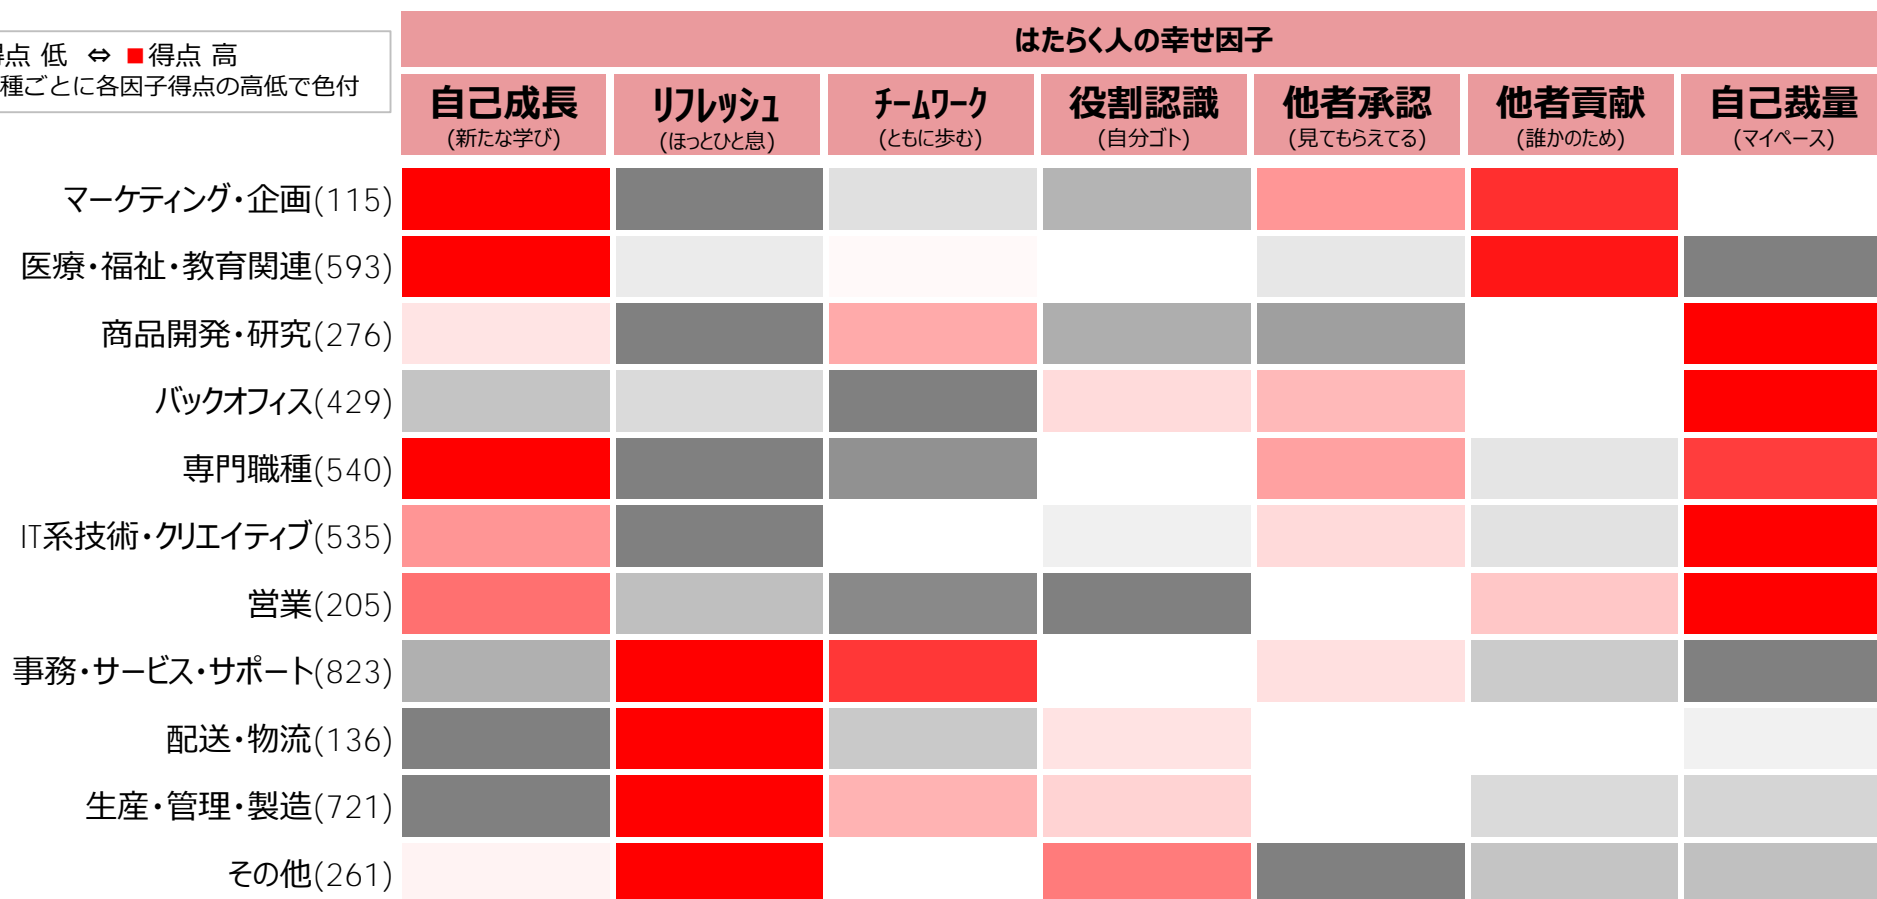 はたらく人の幸せ因子
得点 低 ⇔ ■得点 高
種ごとに各因子得点の高低で色付
自己成長 リフレッシュ チームワーク 役割認識 他者承認 他者貢献 自己裁量
(新たな学び) (ほっとひと息) (ともに歩む) (自分ゴト) (見てもらえてる) (誰かのため) (マイペース)
マーケティング・企画(115)
医療・福祉・教育関連(593)
商品開発・研究(276)
バックオフィス(429)
専門職種(540)
IT系技術・クリエイティブ(535)
営業(205)
事務・サービス・サポート(823)
配送・物流(136)
生産・管理・製造(721)
その他(261)